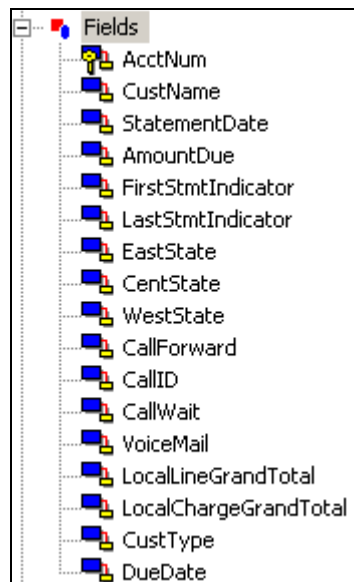 Fields
AcctNum
CustName
StatementDate
AmountDue
FirstStmtIndicator
LastStmtIndicator
EastState
CentState
WestState
CallForward
CallID
CallWait
VoiceMail
LocalLineGrandTotal
LocalChargeGrandTotal
CustType
DueDate